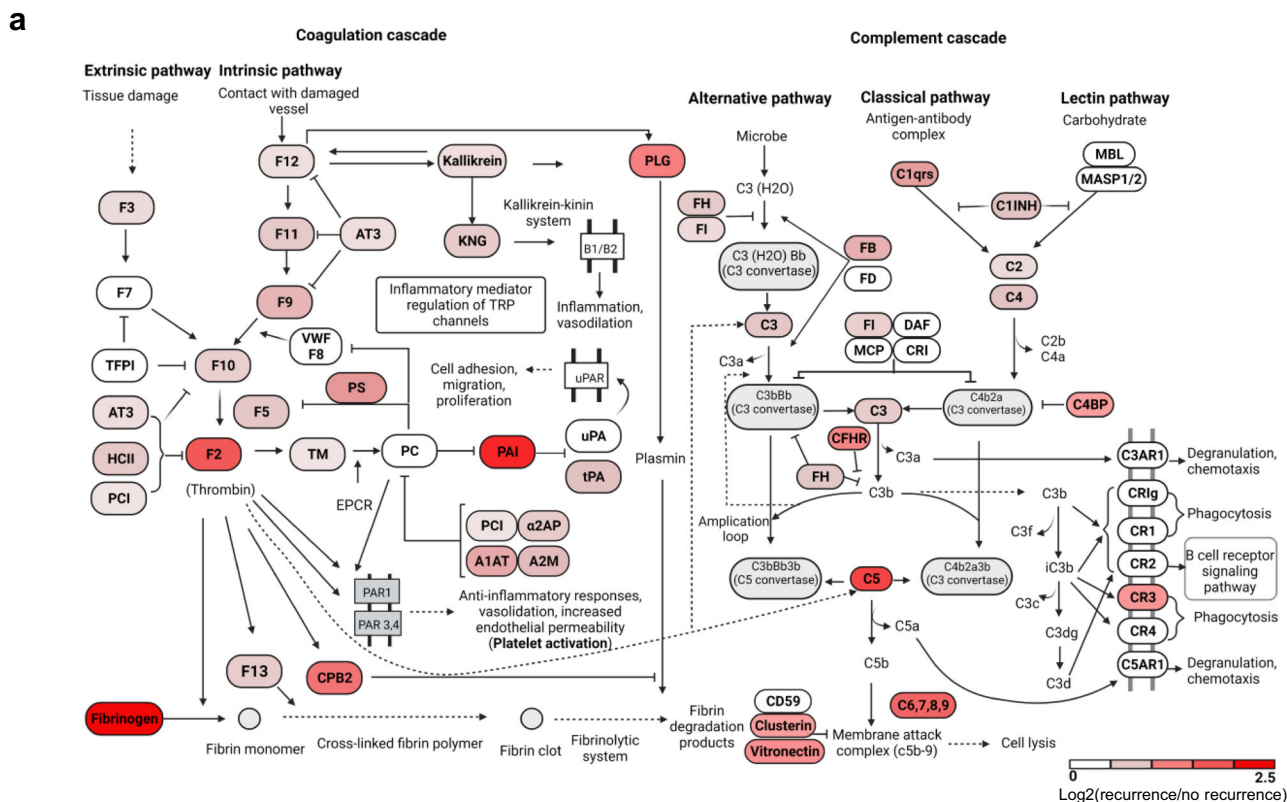 a
Coagulation cascade
Complement cascade
Extrinsic pathway
Tissue damage
Intrinsic pathway
Contact with damaged
vessel
Alternative pathway
Microbe
Classical pathway
Antigen-antibody
complex
Lectin pathway
Carbohydrate
F12
Kallikrein
PLG
F3
F11
AT3
KNG
Kallikrein-kinin
system
B1/B2
F7
F9
Inflammatory mediator
regulation of TRP
channels
Inflammation,
vasodilation
TFPI
F10
VWF
F8
Cell adhesion,
migration,
proliferation
uPAR
AT3
F5
PS
HCII
F2
TM
PC
PAI
uPA
tPA
Plasmin
PCI
(Thrombin)
EPCR
PCI
α2AP
A1AT
A2M
PAR1
PAR 3,4
Anti-inflammatory responses,
vasolidation, increased
endothelial permeability
(Platelet activation)
F13
CPB2
Fibrinogen
Fibrin monomer
Cross-linked fibrin polymer
Fibrin clot
Fibrinolytic
system
Fibrin
degradation
products
C3 (H2O)
FH
FI
C3 (H2O) Bb
(C3 convertase)
FB
FD
C1qrs
C1INH
MBL
MASP1/2
C2
C4
C3
FI
DAF
MCP
CRI
C2b
C4a
C3a
C3bBb
(C3 convertase)
C3
C4b2a
(C3 convertase)
C4BP
CFHR
C3a
FH
C3b
Amplication
loop
C3bBb3b
(C5 convertase)
C5
C4b2a3b
(C3 convertase)
C5a
C5b
C6,7,8,9
CD59
Clusterin
Vitronectin
Membrane attack
complex (c5b-9)
Cell lysis
C3b
C3f
iC3b
C3c
C3dg
C3d
C3AR1
CRIg
CR1
CR2
CR3
CR4
C5AR1
Degranulation,
chemotaxis
Phagocytosis
B cell receptor
signaling
pathway
Phagocytosis
Degranulation,
chemotaxis
0
2.5
Log2(recurrence/no recurrence)